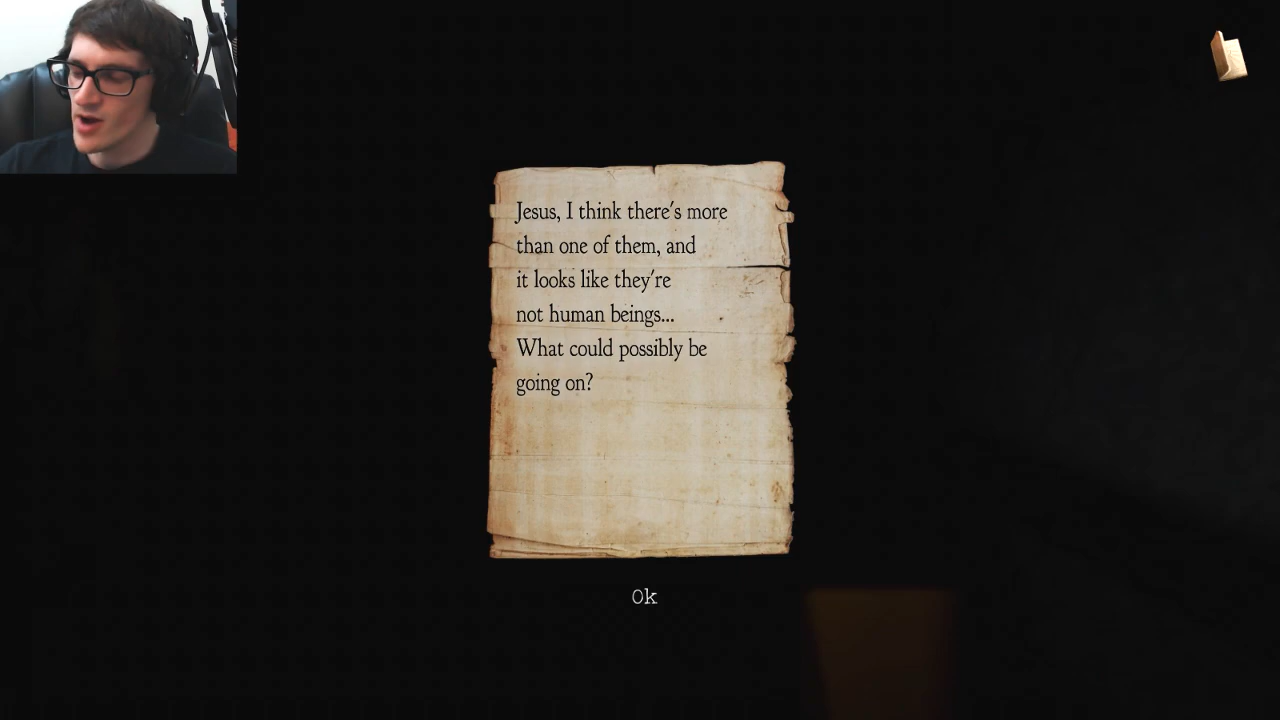 Jesus, I think there's more
than one of them, and
it looks like they're
not human beings...
What could possibly be
going on?
Ok